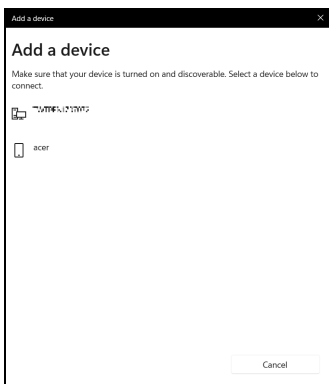 Add a device
Add a device
Make sure that your device is turned on and discoverable. Select a device below to
connect.
acer
Cancel